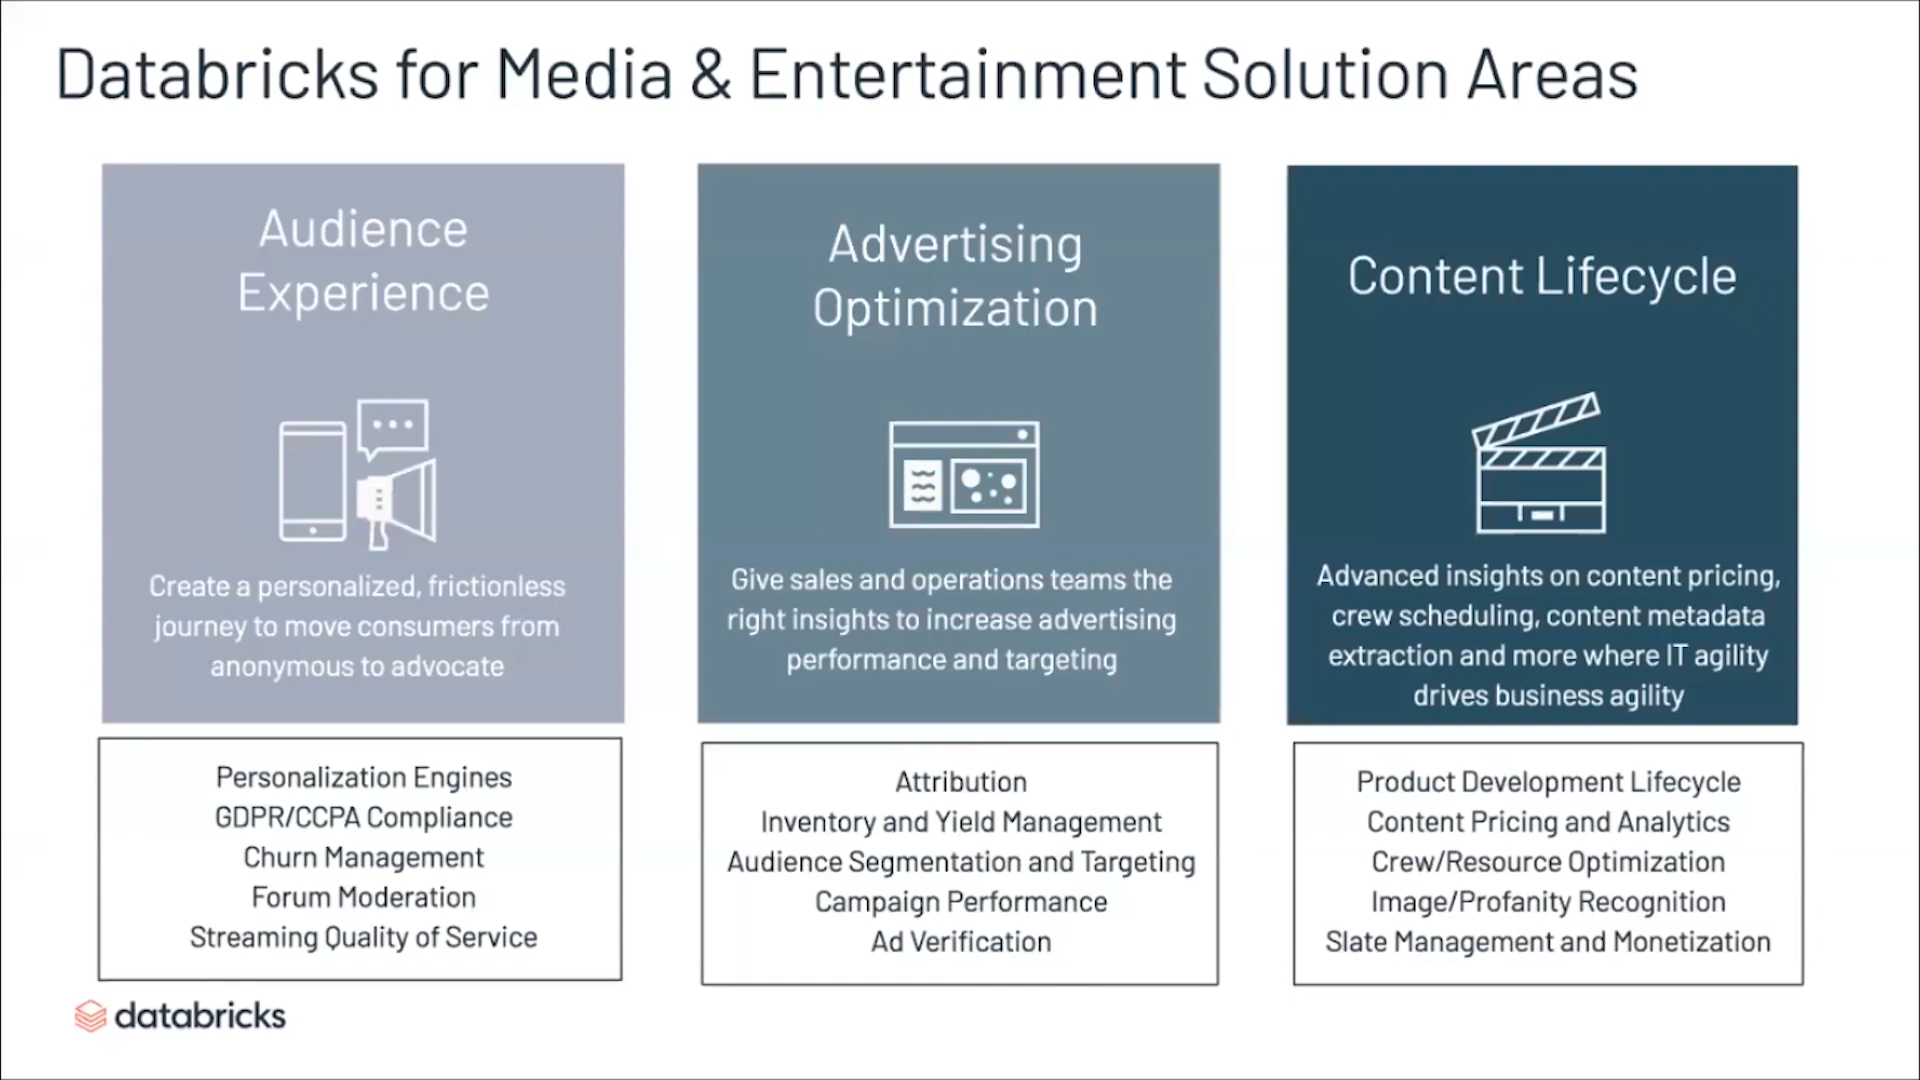 Databricks for Media & Entertainment Solution Areas
Audience
Experience
Create a personalized, frictionless
journey to move consumers from
anonymous to advocate
Personalization Engines
GDPR/CCPA Compliance
Churn Management
Forum Moderation
Streaming Quality of Service
Advertising
Optimization
Give sales and operations teams the
right insights to increase advertising
performance and targeting
Attribution
Inventory and Yield Management
Audience Segmentation and Targeting
Campaign Performance
Ad Verification
Content Lifecycle
Advanced insights on content pricing,
crew scheduling, content metadata
extraction and more where IT agility
drives business agility
Product Development Lifecycle
Content Pricing and Analytics
Crew/Resource Optimization
Image/Profanity Recognition
Slate Management and Monetization
databricks